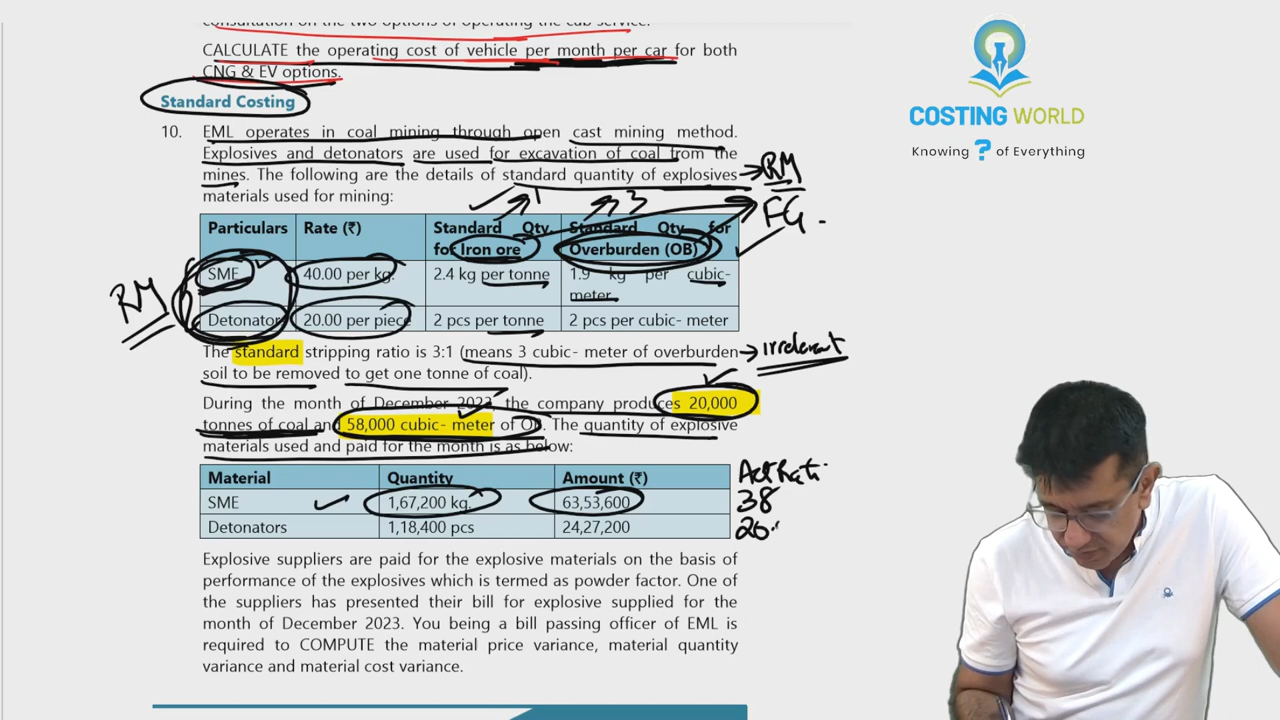 consultation on the two options of operating the cab service.
CALCULATE the operating cost of vehicle per month per car for both
CNG & EV options.
Standard Costing
10. EML operates in coal mining through open cast mining method.
Explosives and detonators are used for excavation of coal from the
mines. The following are the details of standard quantity of explosives
materials used for mining:
RM
FG
RM
Particulars Rate (₹) Standard Qty. for Iron ore Standard Qty for Overburden (OB)
SME 40.00 per kg. 2.4 kg per tonne 1.9 kg per cubic-meter
Detonator 20.00 per piece 2 pcs per tonne 2 pcs per cubic- meter
The standard stripping ratio is 3:1 (means 3 cubic- meter of overburden
soil to be removed to get one tonne of coal).
irrelevant
During the month of December 2023, the company produces 20,000
tonnes of coal and 58,000 cubic- meter of OB. The quantity of explosive
materials used and paid for the month is as below:
Material Quantity Amount (₹) Act Rate
SME 1,67,200 kg. 63,53,600 38
Detonators 1,18,400 pcs 24,27,200 20.
Explosive suppliers are paid for the explosive materials on the basis of
performance of the explosives which is termed as powder factor. One of
the suppliers has presented their bill for explosive supplied for the
month of December 2023. You being a bill passing officer of EML is
required to COMPUTE the material price variance, material quantity
variance and material cost variance.
COSTING WORLD
Knowing ? of Everything